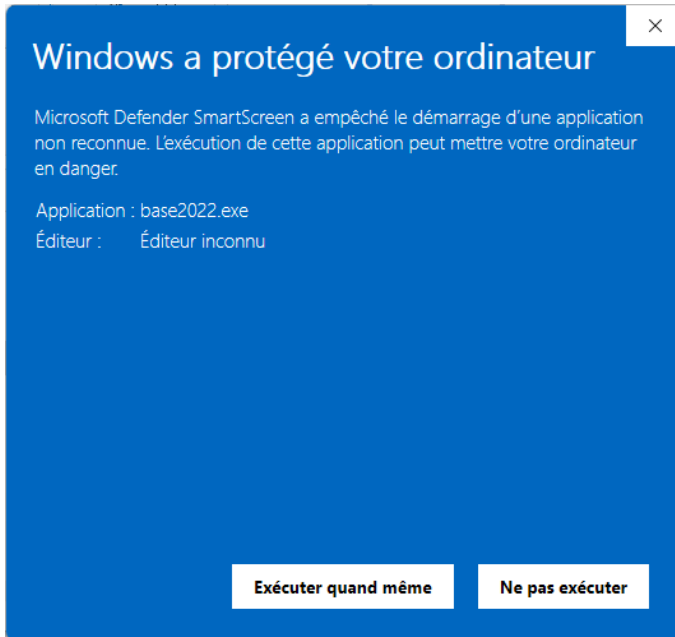 Windows a protégé votre ordinateur
Microsoft Defender SmartScreen a empêché le démarrage d’une application
non reconnue. L’exécution de cette application peut mettre votre ordinateur
en danger.
Application : base2022.exe
Éditeur : Éditeur inconnu
Exécuter quand même Ne pas exécuter